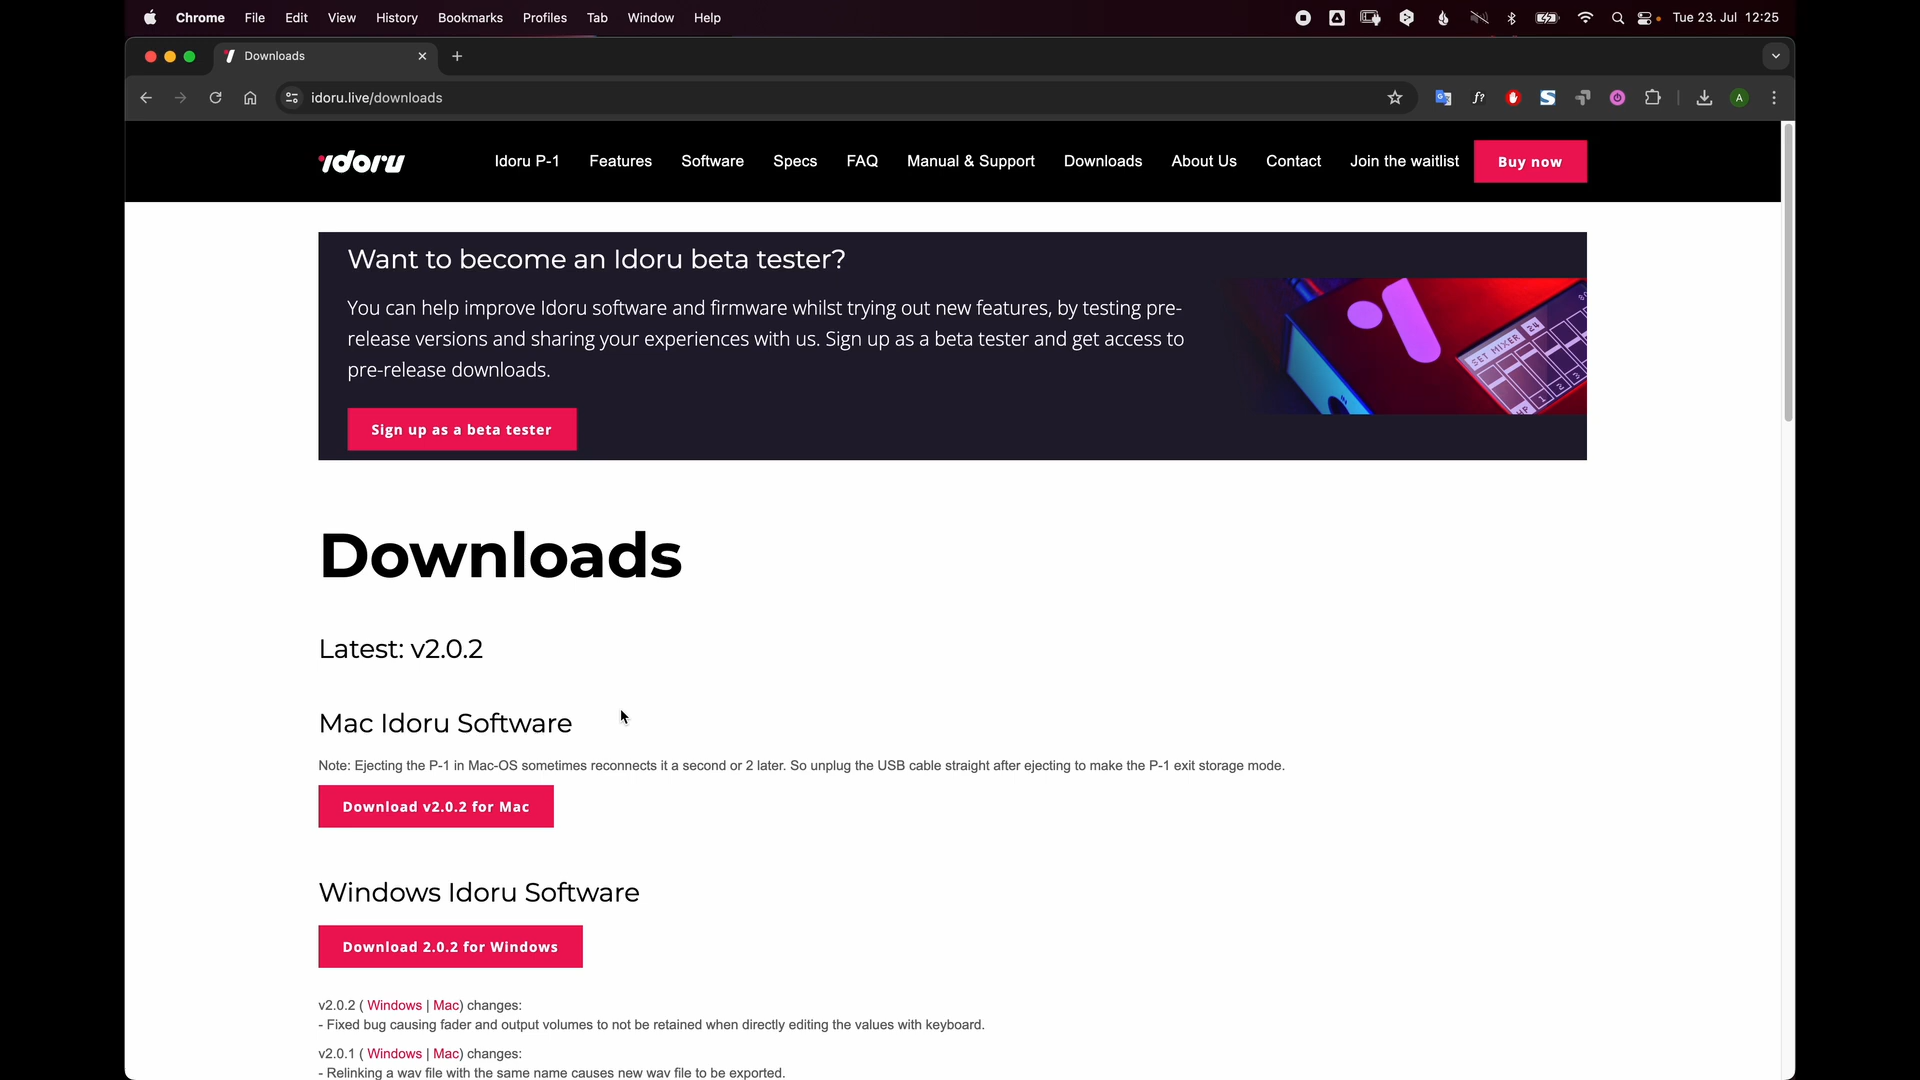 Chrome File Edit View History Bookmarks Profiles Tab Window Help Tue 23. Jul 12:25
Downloads
idoru.live/downloads
f?
A
idoru Idoru P-1 Features Software Specs FAQ Manual & Support Downloads About Us Contact Join the waitlist Buy now
Want to become an Idoru beta tester?
You can help improve Idoru software and firmware whilst trying out new features, by testing pre-
release versions and sharing your experiences with us. Sign up as a beta tester and get access to
pre-release downloads.
SET MIXER 24
1 2 3
Sign up as a beta tester
Downloads
Latest: v2.0.2
Mac Idoru Software
Note: Ejecting the P-1 in Mac-OS sometimes reconnects it a second or 2 later. So unplug the USB cable straight after ejecting to make the P-1 exit storage mode.
Download v2.0.2 for Mac
Windows Idoru Software
Download 2.0.2 for Windows
v2.0.2 ( Windows | Mac) changes:
- Fixed bug causing fader and output volumes to not be retained when directly editing the values with keyboard.
v2.0.1 ( Windows | Mac) changes:
- Relinking a wav file with the same name causes new wav file to be exported.